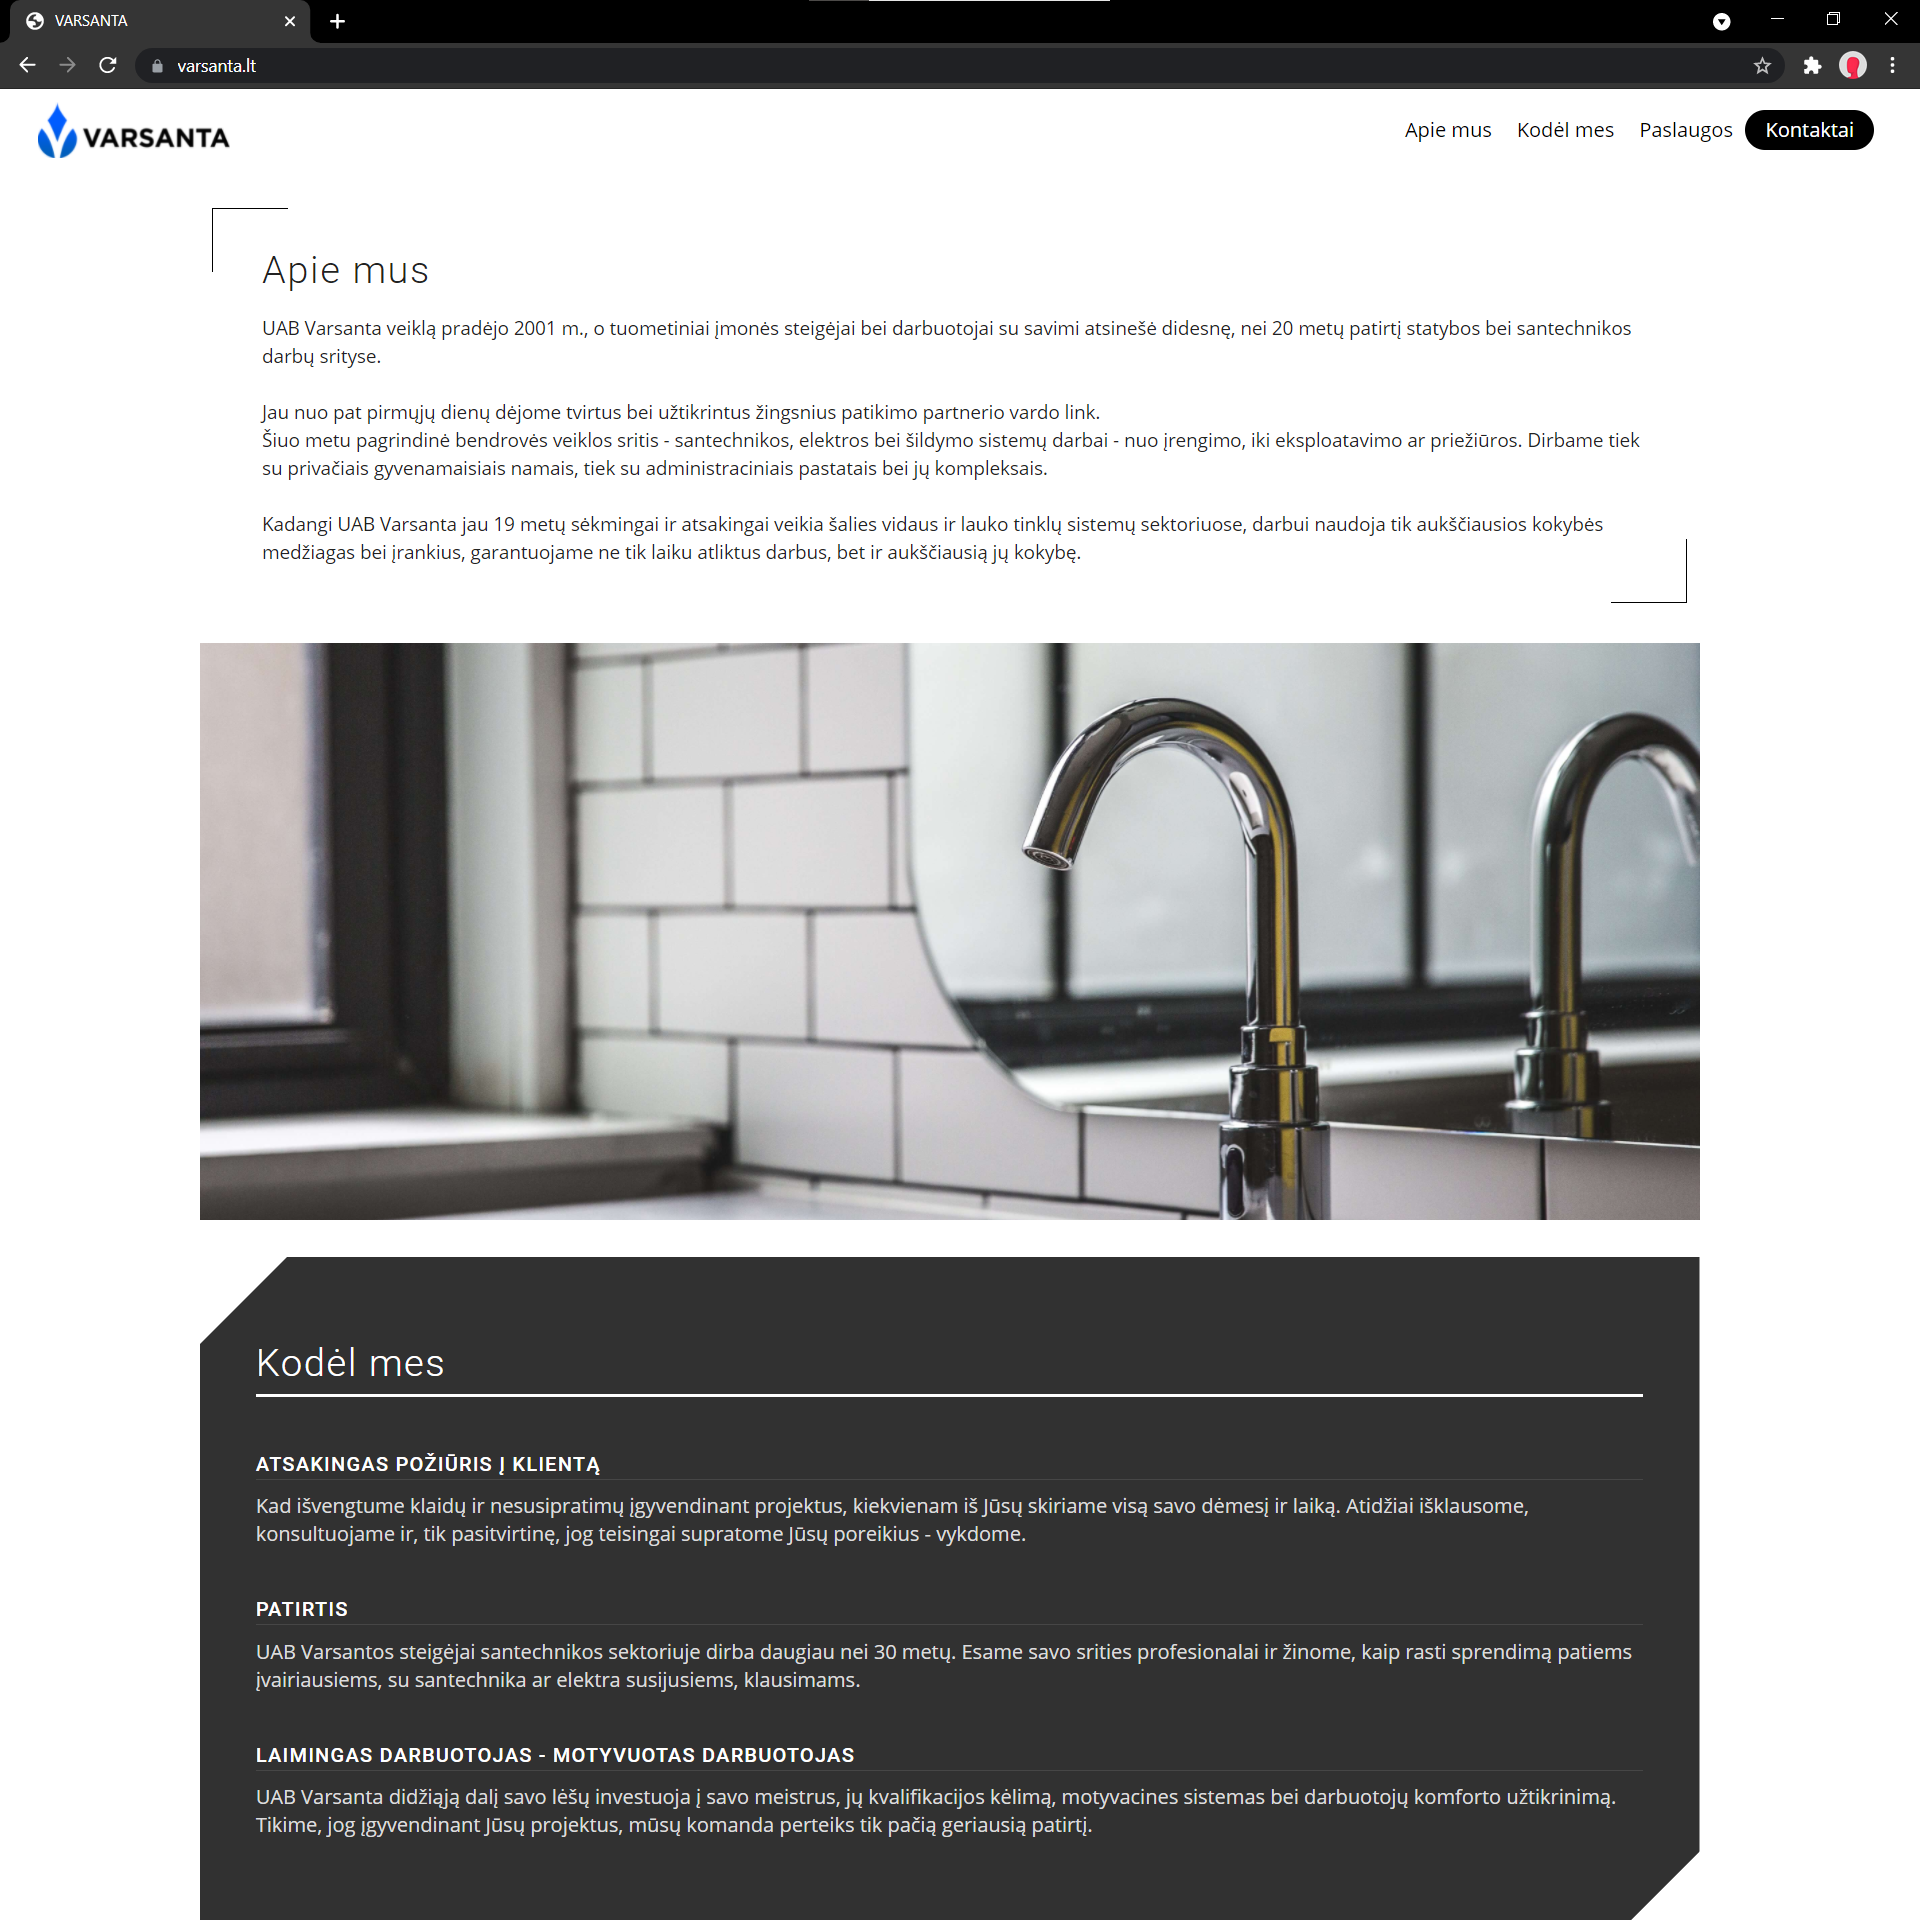 VARSANTA
varsanta.lt
VARSANTA
Apie mus
Kodėl mes
Paslaugos
Kontaktai
Apie mus
UAB Varsanta veiklą pradėjo 2001 m., o tuometiniai įmonės steigėjai bei darbuotojai su savimi atsinešė didesnę, nei 20 metų patirtį statybos bei santechnikos
darbų srityse.
Jau nuo pat pirmųjų dienų dėjome tvirtus bei užtikrintus žingsnius patikimo partnerio vardo link.
Šiuo metu pagrindinė bendrovės veiklos sritis - santechnikos, elektros bei šildymo sistemų darbai - nuo įrengimo, iki eksploatavimo ar priežiūros. Dirbame tiek
su privačiais gyvenamaisiais namais, tiek su administraciniais pastatais bei jų kompleksais.
Kadangi UAB Varsanta jau 19 metų sėkmingai ir atsakingai veikia šalies vidaus ir lauko tinklų sistemų sektoriuose, darbui naudoja tik aukščiausios kokybės
medžiagas bei įrankius, garantuojame ne tik laiku atliktus darbus, bet ir aukščiausią jų kokybę.
Kodėl mes
ATSAKINGAS POŽIŪRIS Į KLIENTĄ
Kad išvengtume klaidų ir nesusipratimų įgyvendinant projektus, kiekvienam iš Jūsų skiriame visą savo dėmesį ir laiką. Atidžiai išklausome,
konsultuojame ir, tik pasitvirtinę, jog teisingai supratome Jūsų poreikius - vykdome.
PATIRTIS
UAB Varsantos steigėjai santechnikos sektoriuje dirba daugiau nei 30 metų. Esame savo srities profesionalai ir žinome, kaip rasti sprendimą patiems
įvairiausiems, su santechnika ar elektra susijusiems, klausimams.
LAIMINGAS DARBUOTOJAS - MOTYVUOTAS DARBUOTOJAS
UAB Varsanta didžiąją dalį savo lėšų investuoja į savo meistrus, jų kvalifikacijos kėlimą, motyvacines sistemas bei darbuotojų komforto užtikrinimą.
Tikime, jog įgyvendinant Jūsų projektus, mūsų komanda perteiks tik pačią geriausią patirtį.